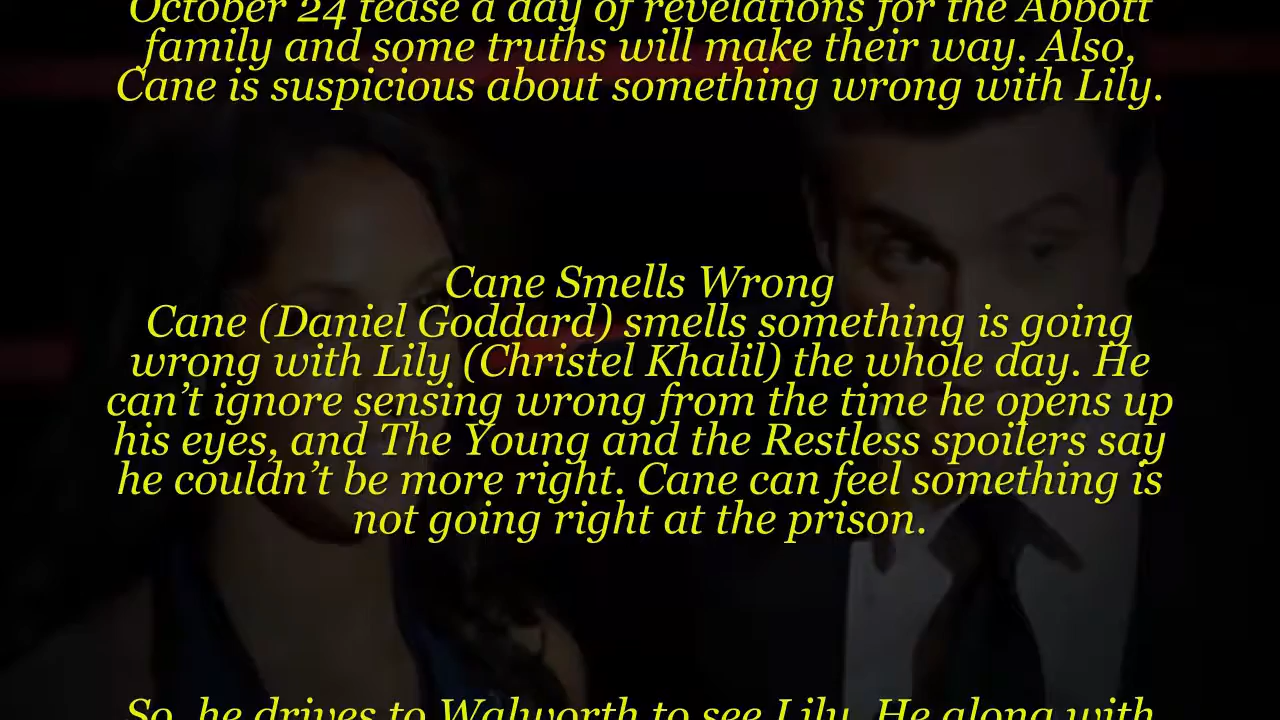 October 24 tease a day of revelations for the Abbott
family and some truths will make their way. Also,
Cane is suspicious about something wrong with Lily.
Cane Smells Wrong
Cane (Daniel Goddard) smells something is going
wrong with Lily (Christel Khalil) the whole day. He
can’t ignore sensing wrong from the time he opens up
his eyes, and The Young and the Restless spoilers say
he couldn’t be more right. Cane can feel something is
not going right at the prison.
So, he drives to Walworth to see Lily. He along with